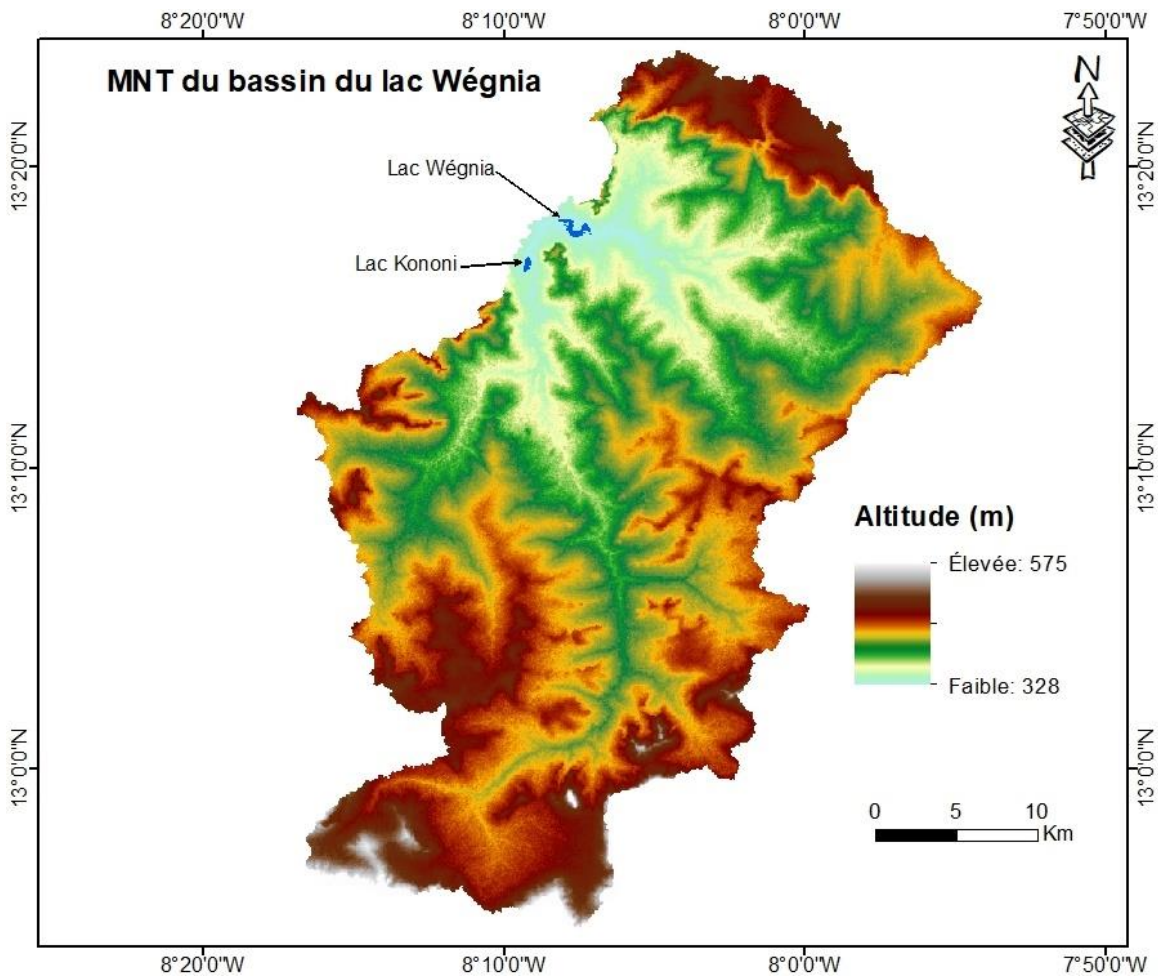 8°20'0"W 8°10'0"W 8°0'0"W 7°50'0"W
MNT du bassin du lac Wégnia
N
Lac Wégnia
13°20'0"N 13°20'0"N
Lac Kononi
13°10'0"N 13°10'0"N
Altitude (m)
Élevée: 575
Faible: 328
13°0'0"N 13°0'0"N
0 5 10
Km
8°20'0"W 8°10'0"W 8°0'0"W 7°50'0"W